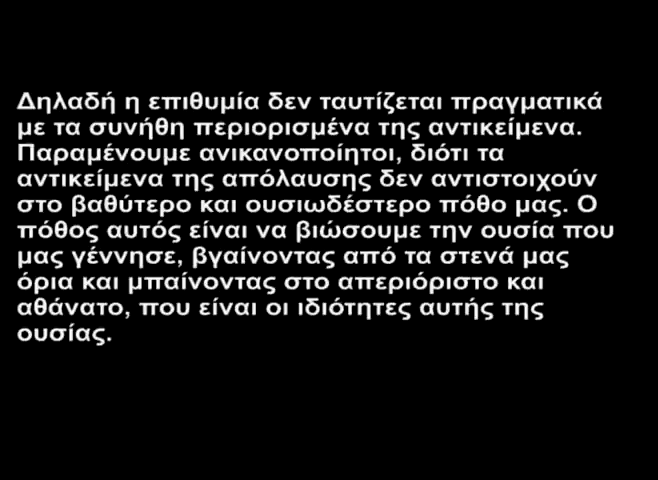 Δηλαδή η επιθυμία δεν ταυτίζεται πραγματικά
με τα συνήθη περιορισμένα της αντικείμενα.
Παραμένουμε ανικανοποίητοι, διότι τα
αντικείμενα της απόλαυσης δεν αντιστοιχούν
στο βαθύτερο και ουσιωδέστερο πόθο μας. Ο
πόθος αυτός είναι να βιώσουμε την ουσία που
μας γέννησε, βγαίνοντας από τα στενά μας
όρια και μπαίνοντας στο απεριόριστο και
αθάνατο, που είναι οι ιδιότητες αυτής της
ουσίας.